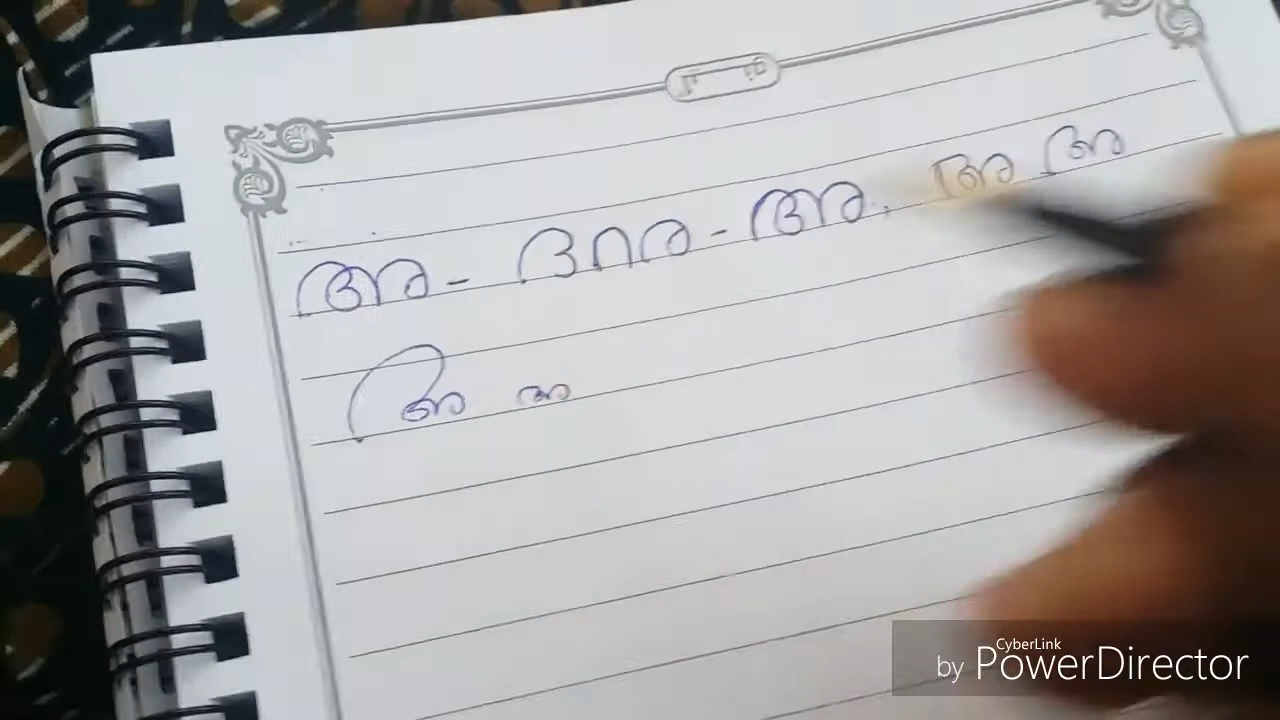 അ - ദ റ ര - അ, അ അ
അ അ
CyberLink
by PowerDirector